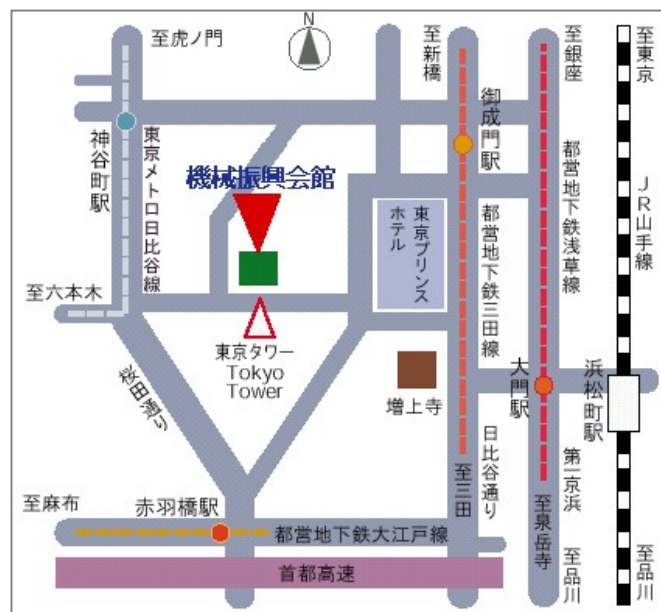 N
至虎ノ門
至新橋
至銀座
至東京
御成門駅
神谷町駅
東京メトロ日比谷線
機械振興会館
都営地下鉄浅草線
JR山手線
東京プリンス
ホテル
都営地下鉄三田線
至六本木
東京タワー
Tokyo
Tower
桜田通り
増上寺
大門駅
浜松町駅
日比谷通り
至三田
第一京浜
至泉岳寺
至麻布
赤羽橋駅
都営地下鉄大江戸線
首都高速
至品川
至品川